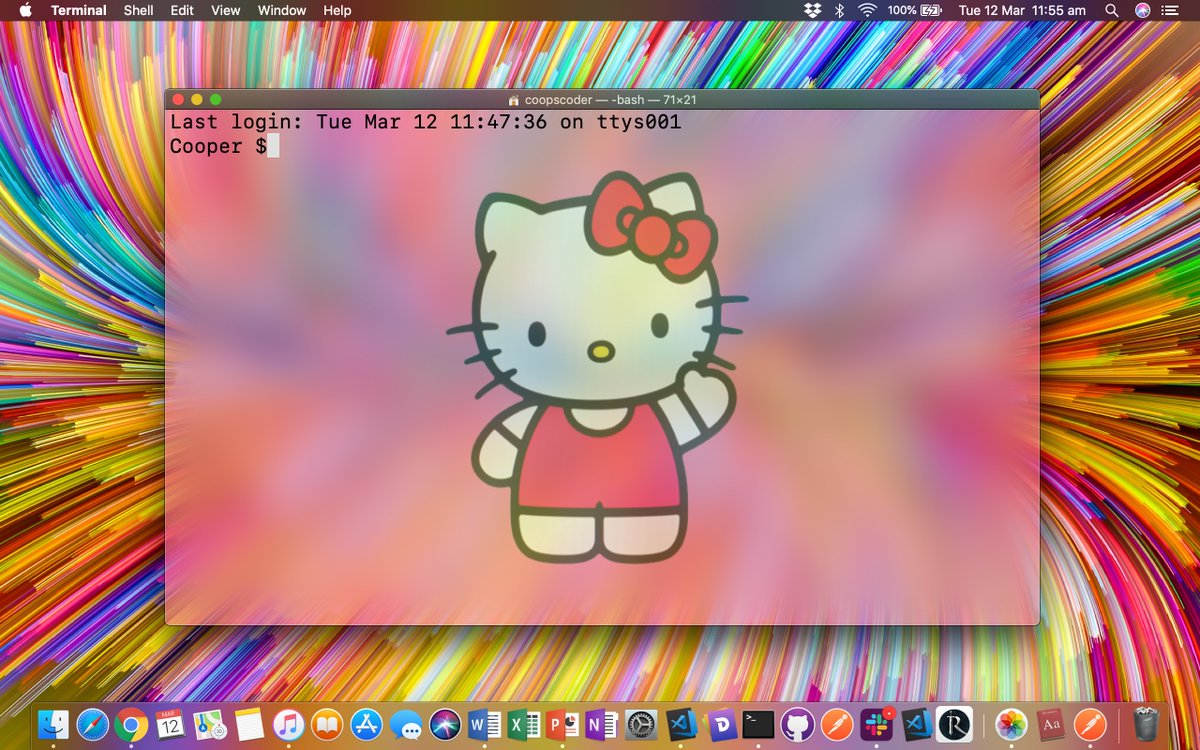 Terminal Shell Edit View Window Help 100% Tue 12 Mar 11:55 am
coopscoder — -bash — 71×21
Last login: Tue Mar 12 11:47:36 on ttys001
Cooper $
MAR
12
W X P N D >_ R Aa